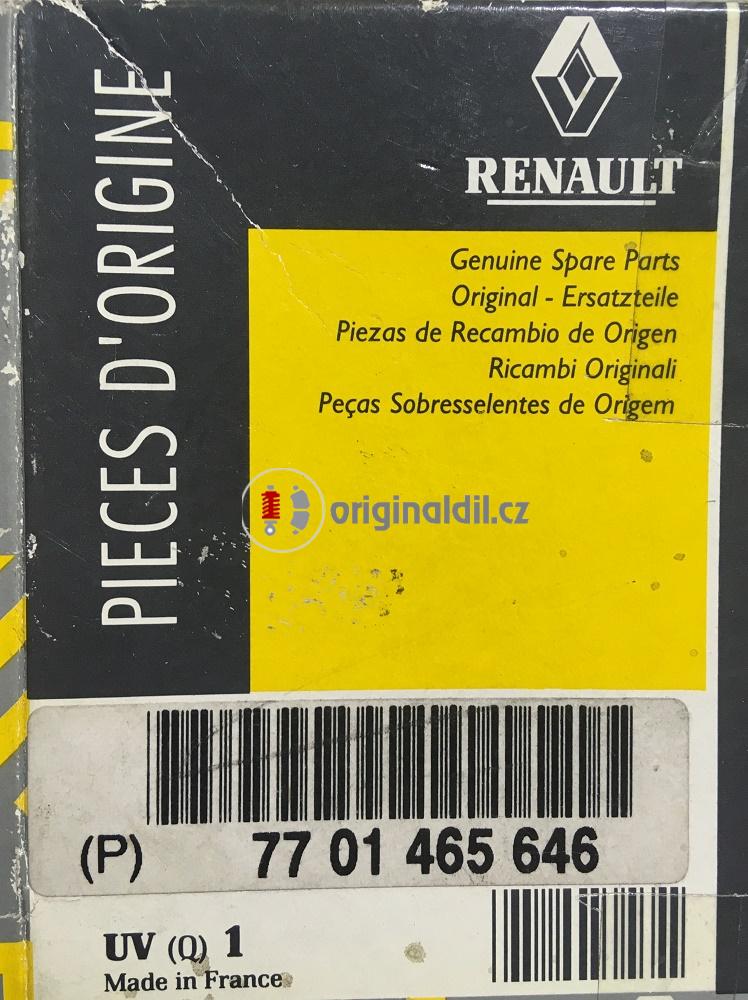 PIECES D'ORIGINE
RENAULT
Genuine Spare Parts
Original - Ersatzteile
Piezas de Recambio de Origen
Ricambi Originali
Peças Sobresselentes de Origem
originaldil.cz
(P) 77 01 465 646
UV (Q) 1
Made in France